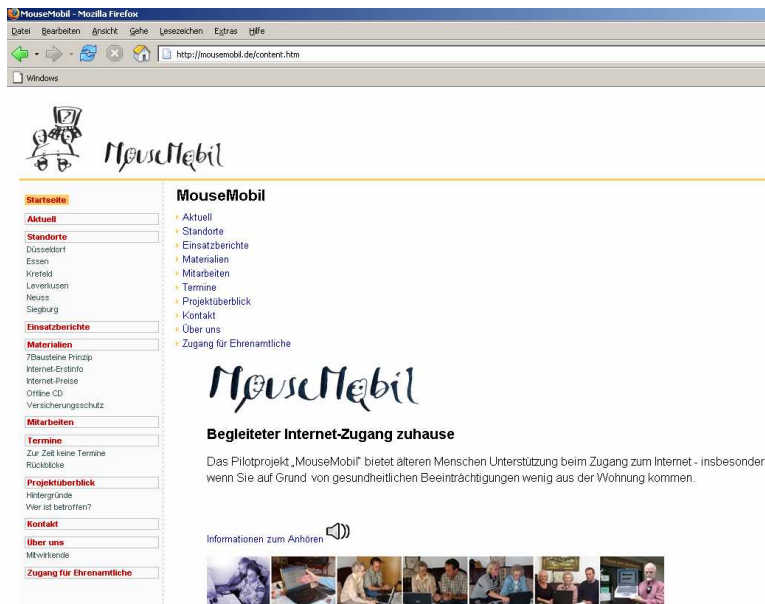 MouseMobil - Mozilla Firefox
Datei Bearbeiten Ansicht Gehe Lesezeichen Extras Hilfe
http://mousemobil.de/content.htm
Windows
MouseMobil
Startseite
Aktuell
Standorte
Düsseldorf
Essen
Krefeld
Leverkusen
Neuss
Siegburg
Einsatzberichte
Materialien
7Bausteine Prinzip
Internet-Erstinfo
Internet-Preise
Offline CD
Versicherungsschutz
Mitarbeiten
Termine
Zur Zeit keine Termine
Rückblicke
Projektüberblick
Hintergründe
Wer ist betroffen?
Kontakt
Über uns
Mitwirkende
Zugang für Ehrenamtliche
MouseMobil
Aktuell
Standorte
Einsatzberichte
Materialien
Mitarbeiten
Termine
Projektüberblick
Kontakt
Über uns
Zugang für Ehrenamtliche
MouseMobil
Begleiteter Internet-Zugang zuhause
Das Pilotprojekt „MouseMobil" bietet älteren Menschen Unterstützung beim Zugang zum Internet - insbesonder
wenn Sie auf Grund von gesundheitlichen Beeinträchtigungen wenig aus der Wohnung kommen.
Informationen zum Anhören